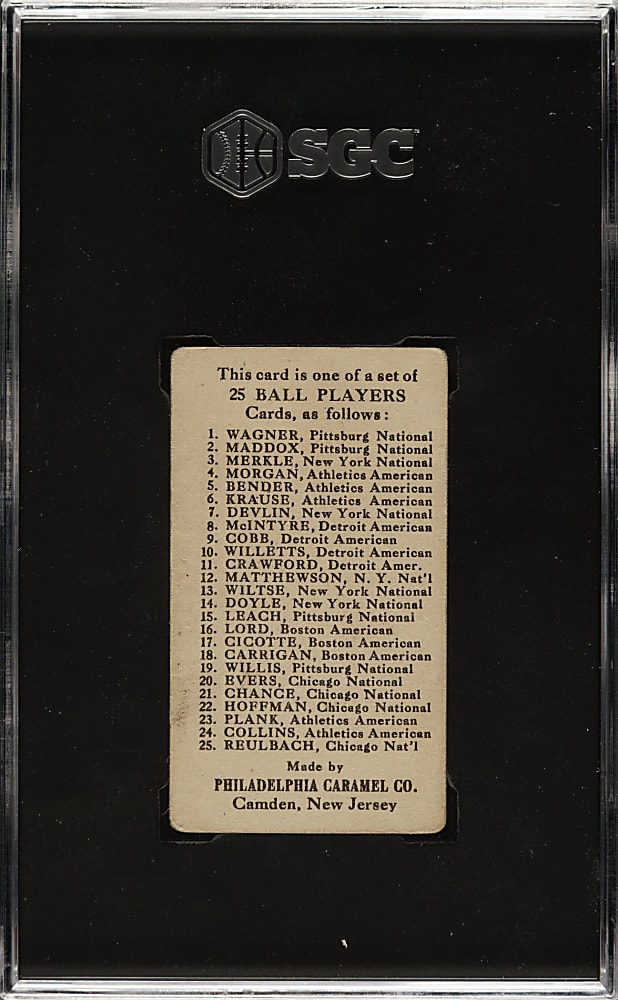 SGC
This card is one of a set of
25 BALL PLAYERS
Cards, as follows:
1. WAGNER, Pittsburg National
2. MADDOX, Pittsburg National
3. MERKLE, New York National
4. MORGAN, Athletics American
5. BENDER, Athletics American
6. KRAUSE, Athletics American
7. DEVLIN, New York National
8. McINTYRE, Detroit American
9. COBB, Detroit American
10. WILLETTS, Detroit American
11. CRAWFORD, Detroit Amer.
12. MATTHEWSON, N. Y. Nat'l
13. WILTSE, New York National
14. DOYLE, New York National
15. LEACH, Pittsburg National
16. LORD, Boston American
17. CICOTTE, Boston American
18. CARRIGAN, Boston American
19. WILLIS, Pittsburg National
20. EVERS, Chicago National
21. CHANCE, Chicago National
22. HOFFMAN, Chicago National
23. PLANK, Athletics American
24. COLLINS, Athletics American
25. REULBACH, Chicago Nat'l
Made by
PHILADELPHIA CARAMEL CO.
Camden, New Jersey